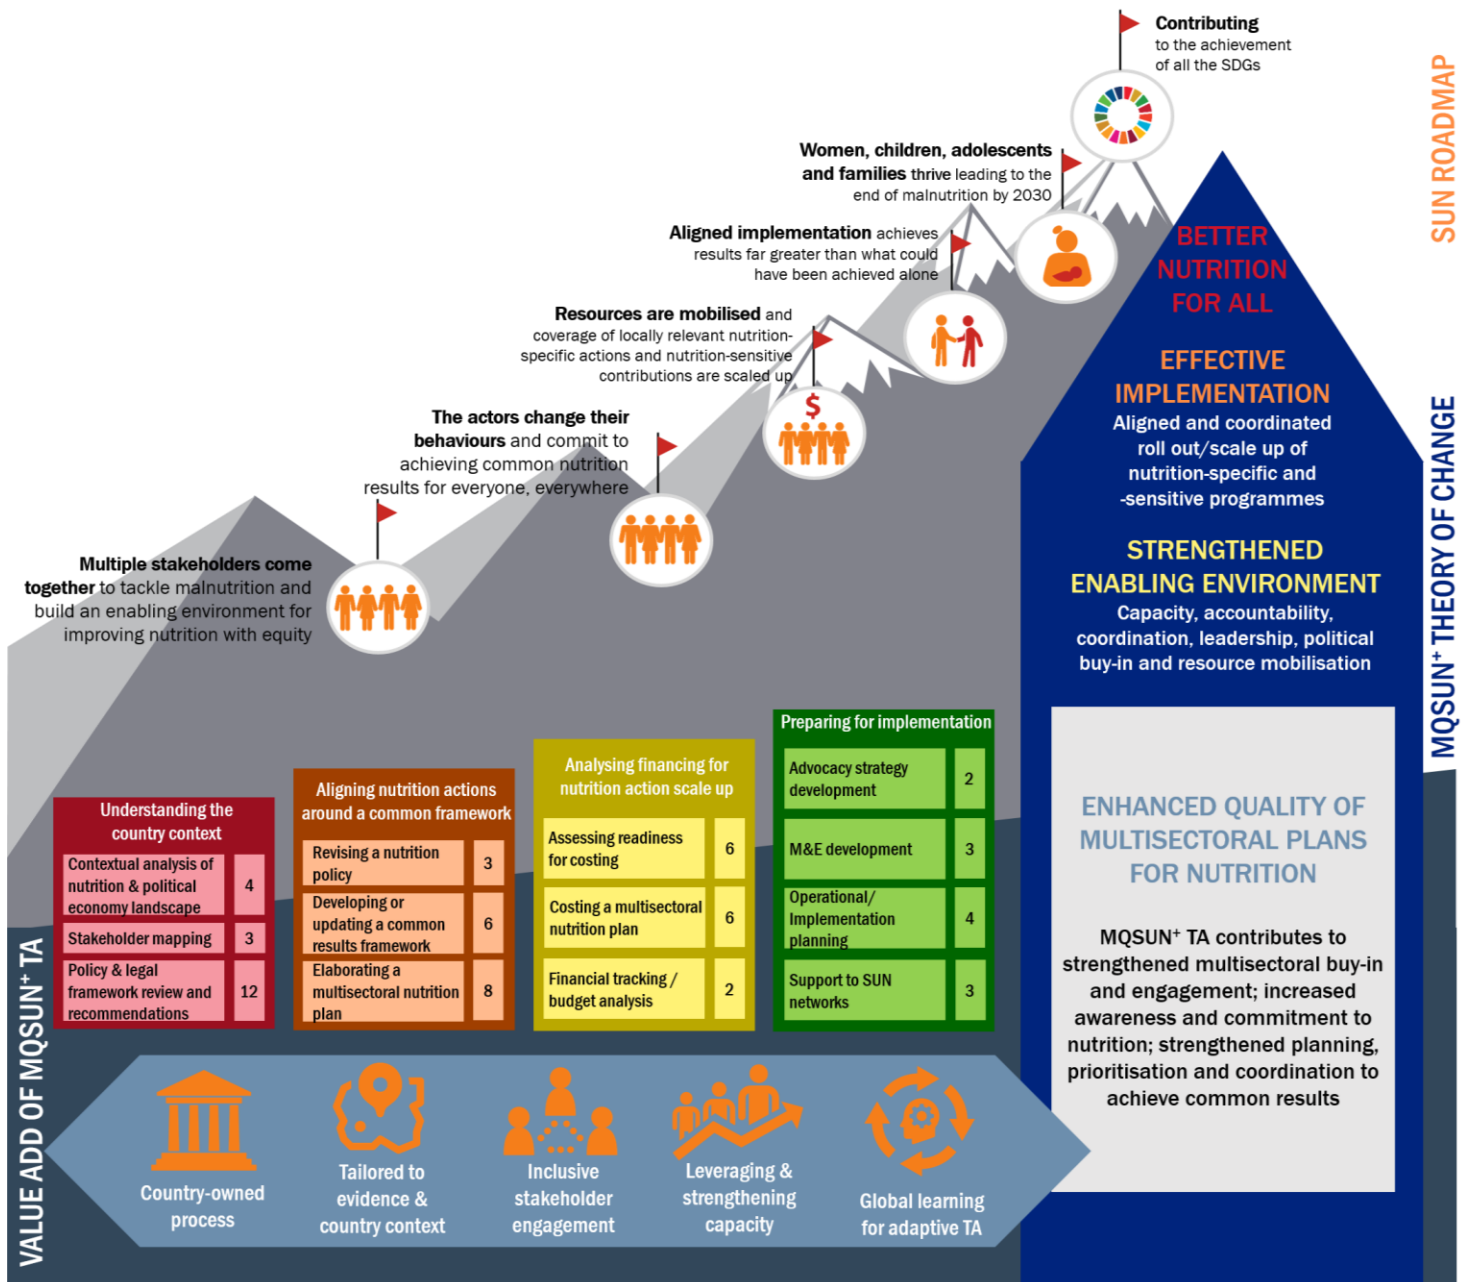 Contributing
to the achievement
of all the SDGs
SUN ROADMAP
Women, children, adolescents
and families thrive leading to the
end of malnutrition by 2030
Aligned implementation achieves
results far greater than what could
have been achieved alone
Resources are mobilised and
coverage of locally relevant nutrition-
specific actions and nutrition-sensitive
contributions are scaled up
$
The actors change their
behaviours and commit to
achieving common nutrition
results for everyone, everywhere
Multiple stakeholders come
together to tackle malnutrition and
build an enabling environment for
improving nutrition with equity
BETTER
NUTRITION
FOR ALL
EFFECTIVE
IMPLEMENTATION
Aligned and coordinated
roll out/scale up of
nutrition-specific and
-sensitive programmes
STRENGTHENED
ENABLING ENVIRONMENT
Capacity, accountability,
coordination, leadership, political
buy-in and resource mobilisation
MQSUN⁺ THEORY OF CHANGE
Understanding the
country context
Contextual analysis of
nutrition & political
economy landscape
4
Stakeholder mapping
3
Policy & legal
framework review and
recommendations
12
Aligning nutrition actions
around a common framework
Revising a nutrition
policy
3
Developing or
updating a common
results framework
6
Elaborating a
multisectoral nutrition
plan
8
Analysing financing for
nutrition action scale up
Assessing readiness
for costing
6
Costing a multisectoral
nutrition plan
6
Financial tracking /
budget analysis
2
Preparing for implementation
Advocacy strategy
development
2
M&E development
3
Operational/
Implementation
planning
4
Support to SUN
networks
3
ENHANCED QUALITY OF
MULTISECTORAL PLANS
FOR NUTRITION
MQSUN⁺ TA contributes to
strengthened multisectoral buy-in
and engagement; increased
awareness and commitment to
nutrition; strengthened planning,
prioritisation and coordination to
achieve common results
VALUE ADD OF MQSUN⁺ TA
Country-owned
process
Tailored to
evidence &
country context
Inclusive
stakeholder
engagement
Leveraging &
strengthening
capacity
Global learning
for adaptive TA